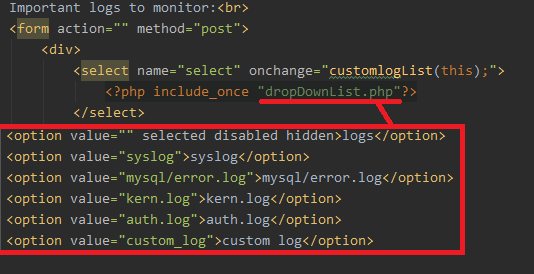 Important logs to monitor:<br>
<form action="" method="post">
<div>
<select name="select" onchange="customlogList(this);">
<?php include_once "dropDownList.php"?>
</select>
<option value="" selected disabled hidden>logs</option>
<option value="syslog">syslog</option>
<option value="mysql/error.log">mysql/error.log</option>
<option value="kern.log">kern.log</option>
<option value="auth.log">auth.log</option>
<option value="custom_log">custom log</option>